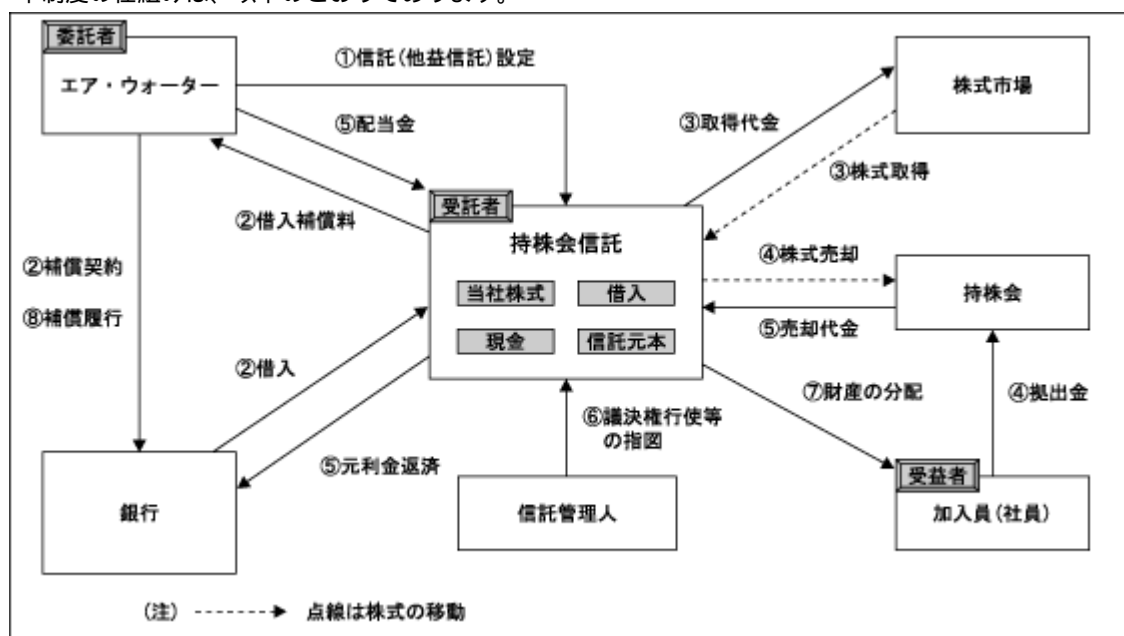 本制度の仕組みは、以下のとおりであります。
委託者
エア・ウォーター
①信託(他益信託)設定
⑤配当金
②借入補償料
②補償契約
⑧補償履行
②借入
⑤元利金返済
銀行
受託者
持株会信託
当社株式
借入
現金
信託元本
⑥議決権行使等
の指図
信託管理人
③取得代金
③株式取得
株式市場
④株式売却
⑤売却代金
持株会
④拠出金
⑦財産の分配
受益者
加入員(社員)
(注)
点線は株式の移動